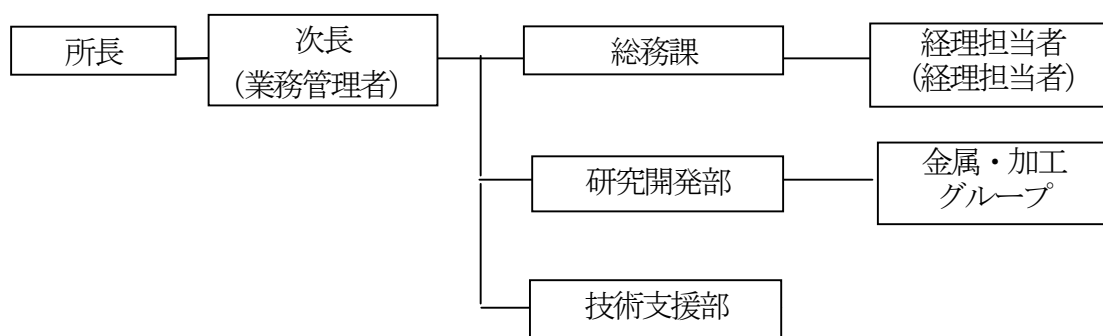 所長
次長
(業務管理者)
総務課
経理担当者
(経理担当者)
研究開発部
金属・加工
グループ
技術支援部